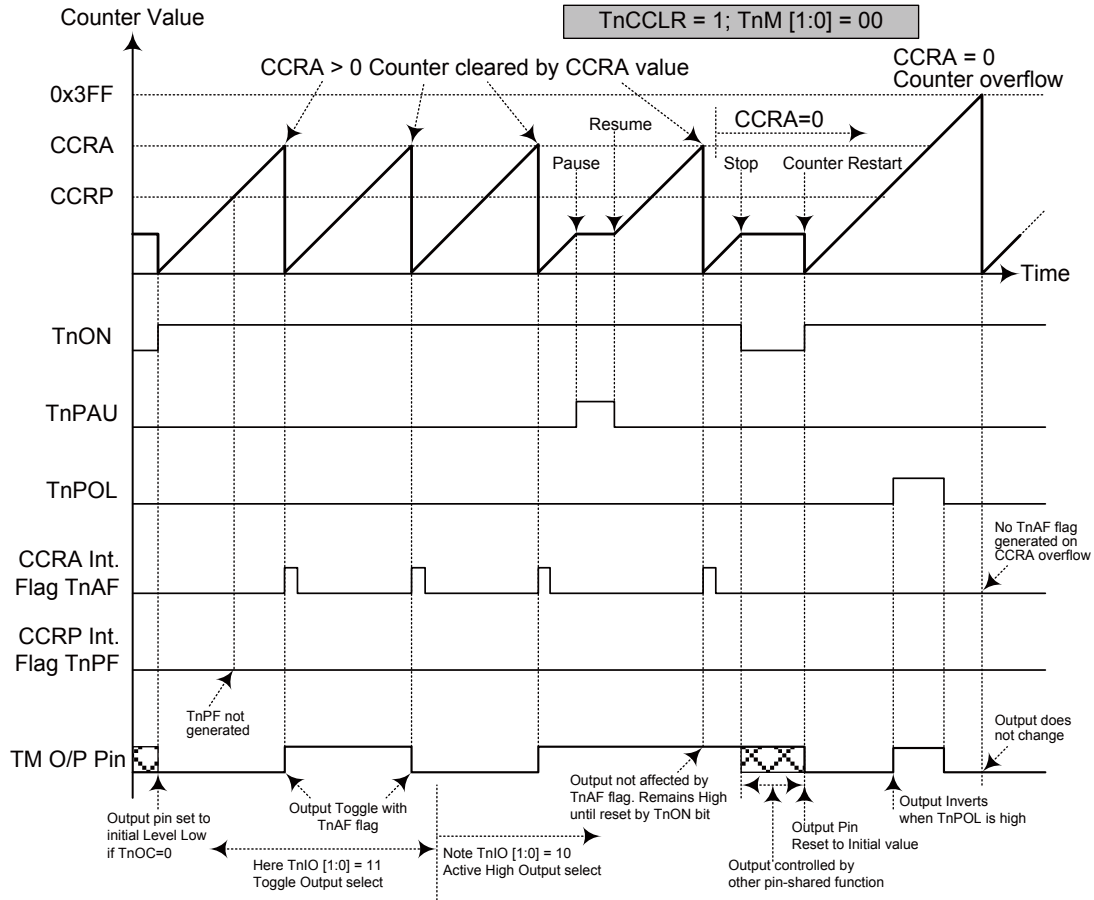 Counter Value
TnCCLR = 1; TnM [1:0] = 00
CCRA > 0 Counter cleared by CCRA value
CCRA = 0
Counter overflow
0x3FF
CCRA
CCRP
Resume
CCRA=0
Pause
Stop
Counter Restart
Time
TnON
TnPAU
TnPOL
No TnAF flag
generated on
CCRA overflow
CCRA Int.
Flag TnAF
CCRP Int.
Flag TnPF
TnPF not
generated
Output does
not change
TM O/P Pin
Output pin set to
initial Level Low
if TnOC=0
Output Toggle with
TnAF flag
Output not affected by
TnAF flag. Remains High
until reset by TnON bit
Output Inverts
when TnPOL is high
Output Pin
Reset to Initial value
Here TnIO [1:0] = 11
Toggle Output select
Note TnIO [1:0] = 10
Active High Output select
Output controlled by
other pin-shared function